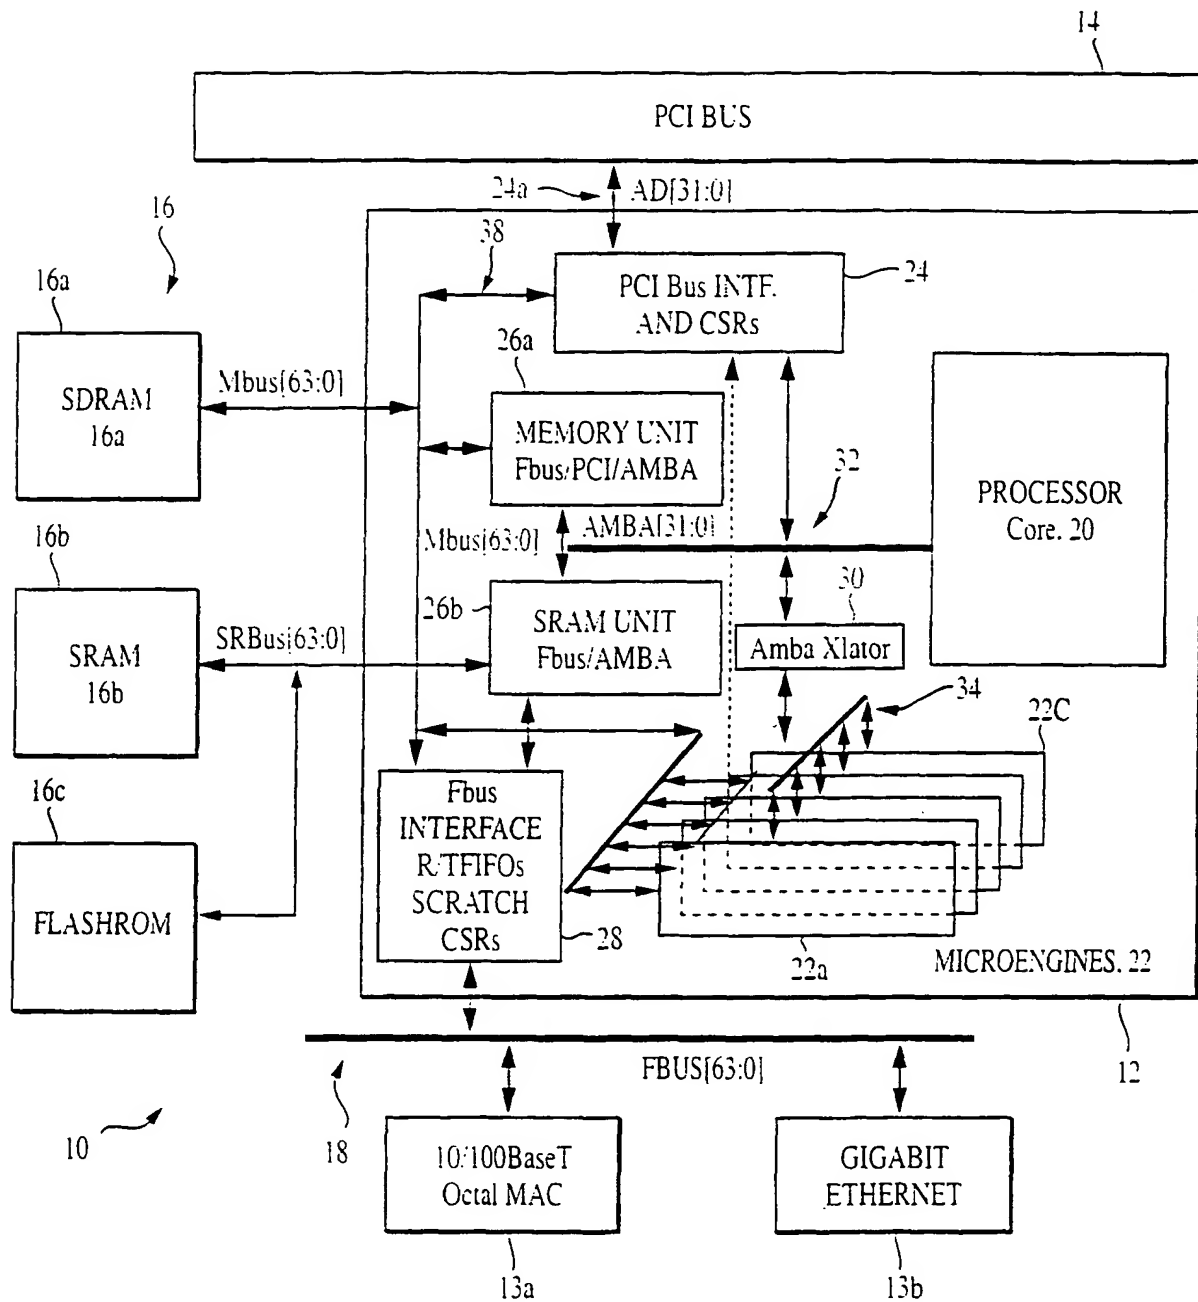 14
PCI BUS
24a
AD[31:0]
16
38
16a
PCI Bus INTF.
AND CSRs
24
26a
SDRAM
16a
Mbus[63:0]
MEMORY UNIT
Fbus/PCI/AMBA
32
PROCESSOR
Core. 20
AMBA[31:0]
Mbus[63:0]
16b
30
26b
SRAM UNIT
Fbus/AMBA
SRBus[63:0]
SRAM
16b
Amba Xlator
34
22C
16c
Fbus
INTERFACE
R/TFIFOs
SCRATCH
CSRs
FLASHROM
28
22a
MICROENGINES. 22
12
FBUS[63:0]
18
10
10/100BaseT
Octal MAC
GIGABIT
ETHERNET
13a
13b